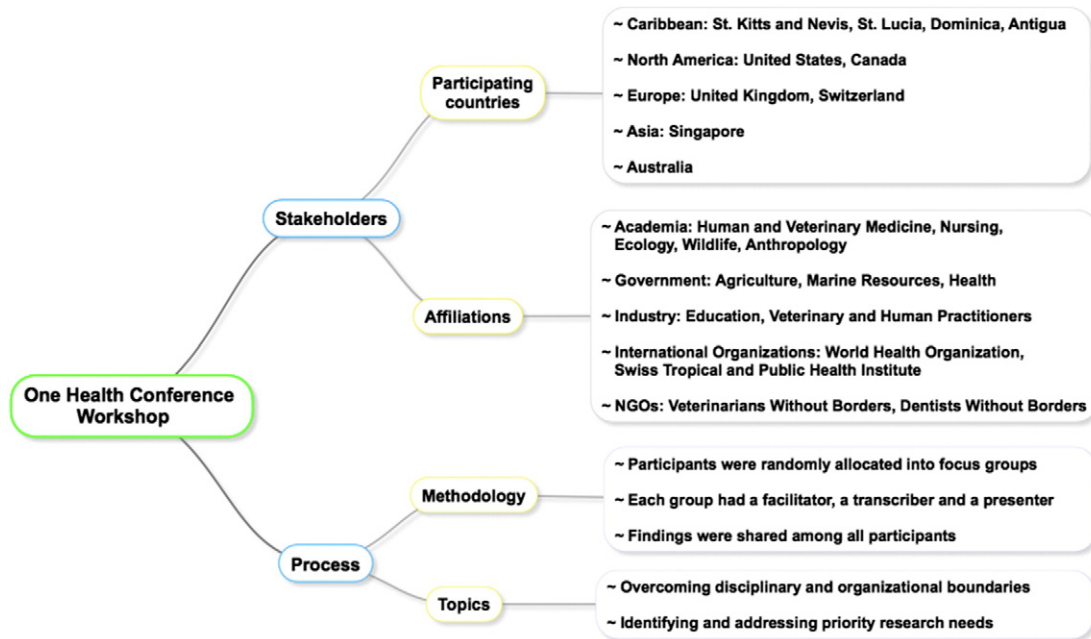 One Health Conference
Workshop
Stakeholders
Participating
countries
~ Caribbean: St. Kitts and Nevis, St. Lucia, Dominica, Antigua
~ North America: United States, Canada
~ Europe: United Kingdom, Switzerland
~ Asia: Singapore
~ Australia
Affiliations
~ Academia: Human and Veterinary Medicine, Nursing,
Ecology, Wildlife, Anthropology
~ Government: Agriculture, Marine Resources, Health
~ Industry: Education, Veterinary and Human Practitioners
~ International Organizations: World Health Organization,
Swiss Tropical and Public Health Institute
~ NGOs: Veterinarians Without Borders, Dentists Without Borders
Process
Methodology
~ Participants were randomly allocated into focus groups
~ Each group had a facilitator, a transcriber and a presenter
~ Findings were shared among all participants
Topics
~ Overcoming disciplinary and organizational boundaries
~ Identifying and addressing priority research needs